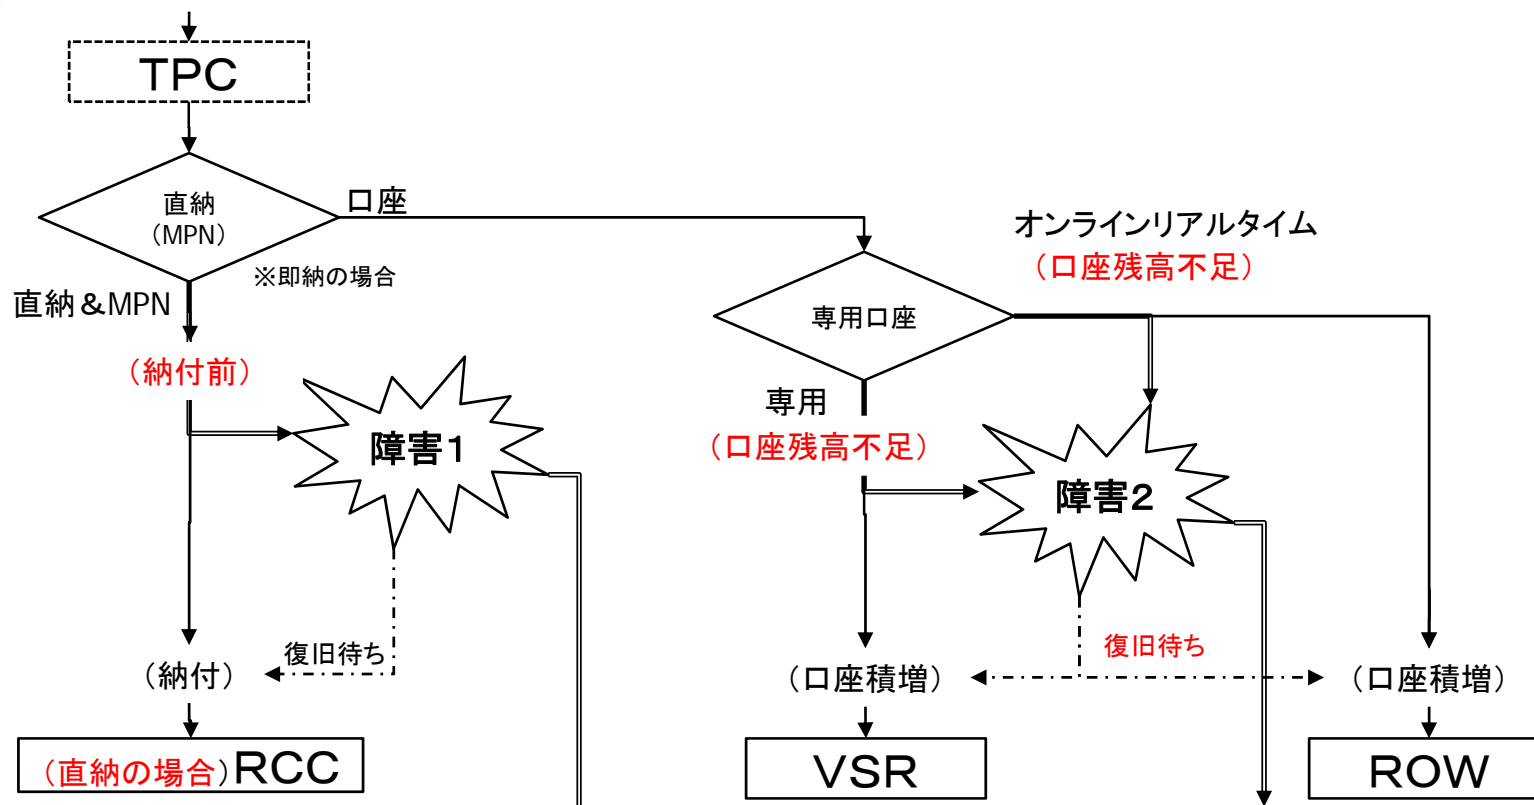 TPC
直納
(MPN)
口座
※即納の場合
直納&MPN
(納付前)
障害1
復旧待ち
(納付)
(直納の場合)RCC
オンラインリアルタイム
(口座残高不足)
専用口座
専用
(口座残高不足)
障害2
復旧待ち
(口座積増)
(口座積増)
VSR
ROW